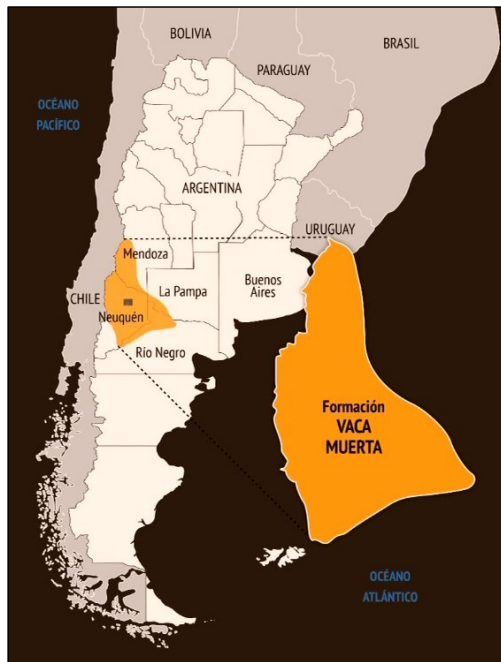 BOLIVIA
BRASIL
PARAGUAY
OCÉANO
PACÍFICO
ARGENTINA
URUGUAY
Mendoza
Buenos
Aires
La Pampa
CHILE
Neuquén
Río Negro
Formación
VACA
MUERTA
OCÉANO
ATLÁNTICO